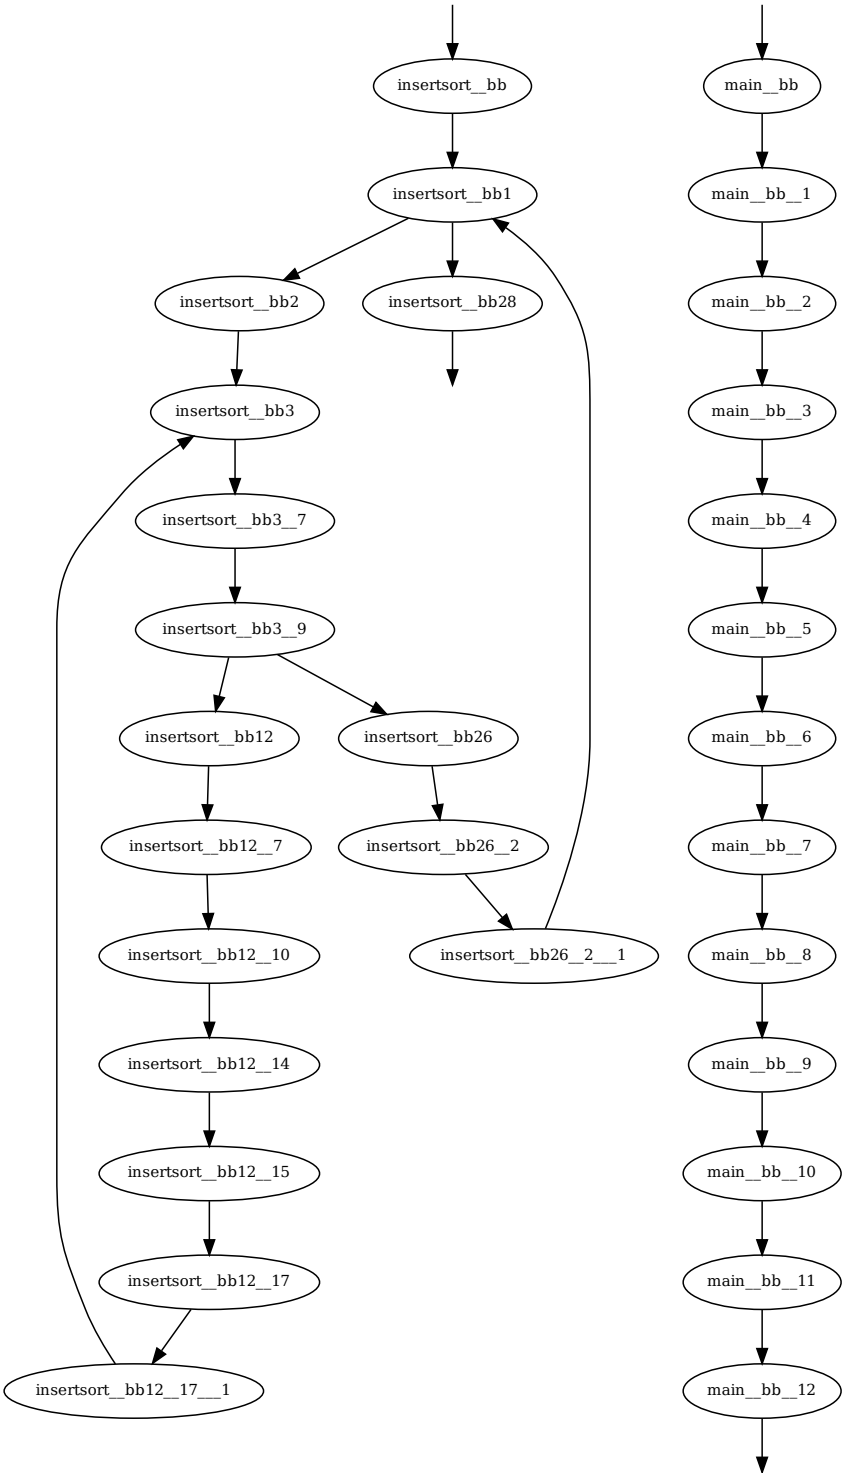 insertsort__bb
main__bb
insertsort__bb1
main__bb__1
insertsort__bb2
insertsort__bb28
main__bb__2
insertsort__bb3
main__bb__3
insertsort__bb3__7
main__bb__4
insertsort__bb3__9
main__bb__5
insertsort__bb12
insertsort__bb26
main__bb__6
insertsort__bb12__7
insertsort__bb26__2
main__bb__7
insertsort__bb12__10
insertsort__bb26__2___1
main__bb__8
insertsort__bb12__14
main__bb__9
insertsort__bb12__15
main__bb__10
insertsort__bb12__17
main__bb__11
insertsort__bb12__17___1
main__bb__12